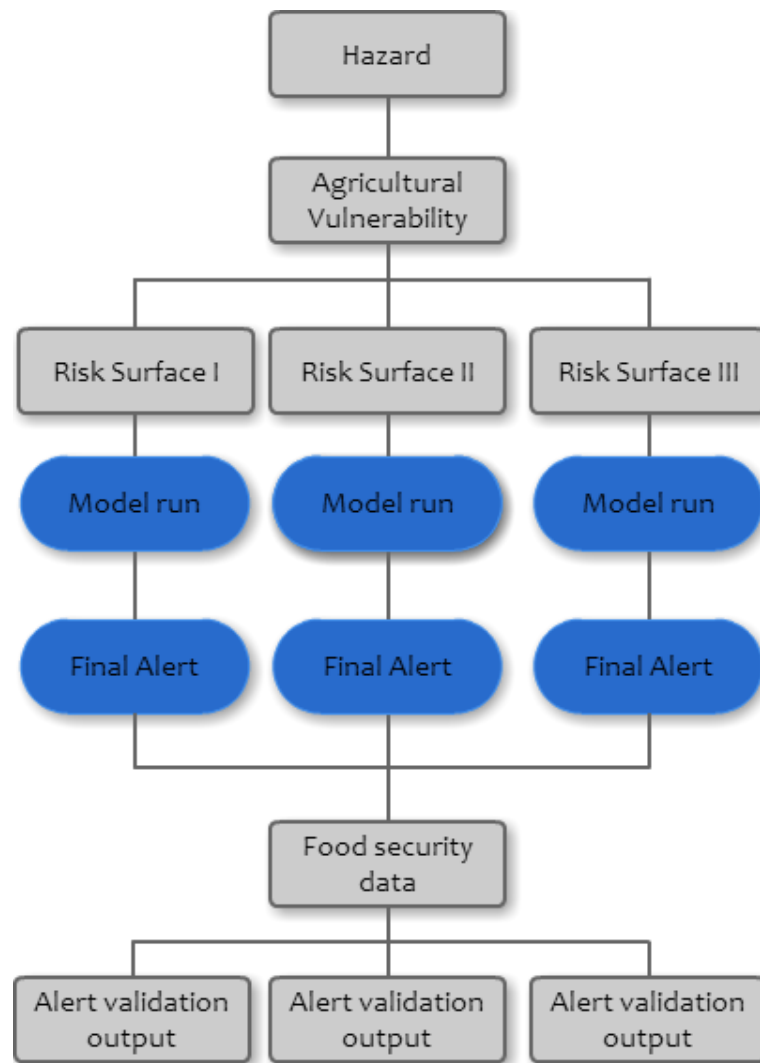 Hazard
Agricultural
Vulnerability
Risk Surface I
Risk Surface II
Risk Surface III
Model run
Model run
Model run
Final Alert
Final Alert
Final Alert
Food security
data
Alert validation
output
Alert validation
output
Alert validation
output